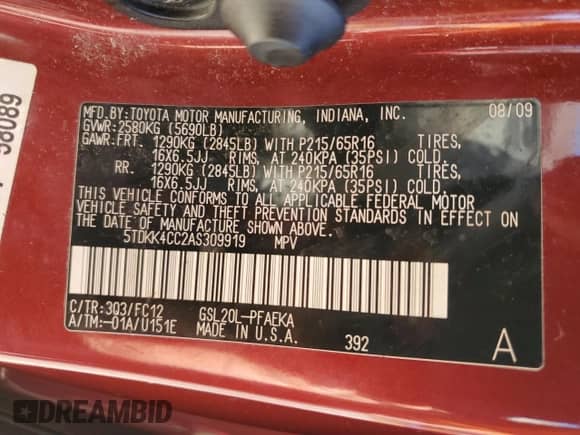 98089
MFD.BY:TOYOTA MOTOR MANUFACTURING, INDIANA, INC. 08/09
GVWR:2580KG (5690LB)
GAWR:FRT. 1290KG (2845LB) WITH P215/65R16 TIRES,
16X6.5JJ RIMS, AT 240KPA (35PSI) COLD.
RR. 1290KG (2845LB) WITH P215/65R16 TIRES,
16X6.5JJ RIMS, AT 240KPA (35PSI) COLD.
THIS VEHICLE CONFORMS TO ALL APPLICABLE FEDERAL MOTOR
VEHICLE SAFETY AND THEFT PREVENTION STANDARDS IN EFFECT ON
THE DATE OF MANUFACTURE SHOWN ABOVE.
5TDKK4CC2AS309919 MPV
C/TR:3Q3/FC12 GSL20L-PFAEKA
A/TM:-01A/U151E MADE IN U.S.A. 392 A
DREAMBID